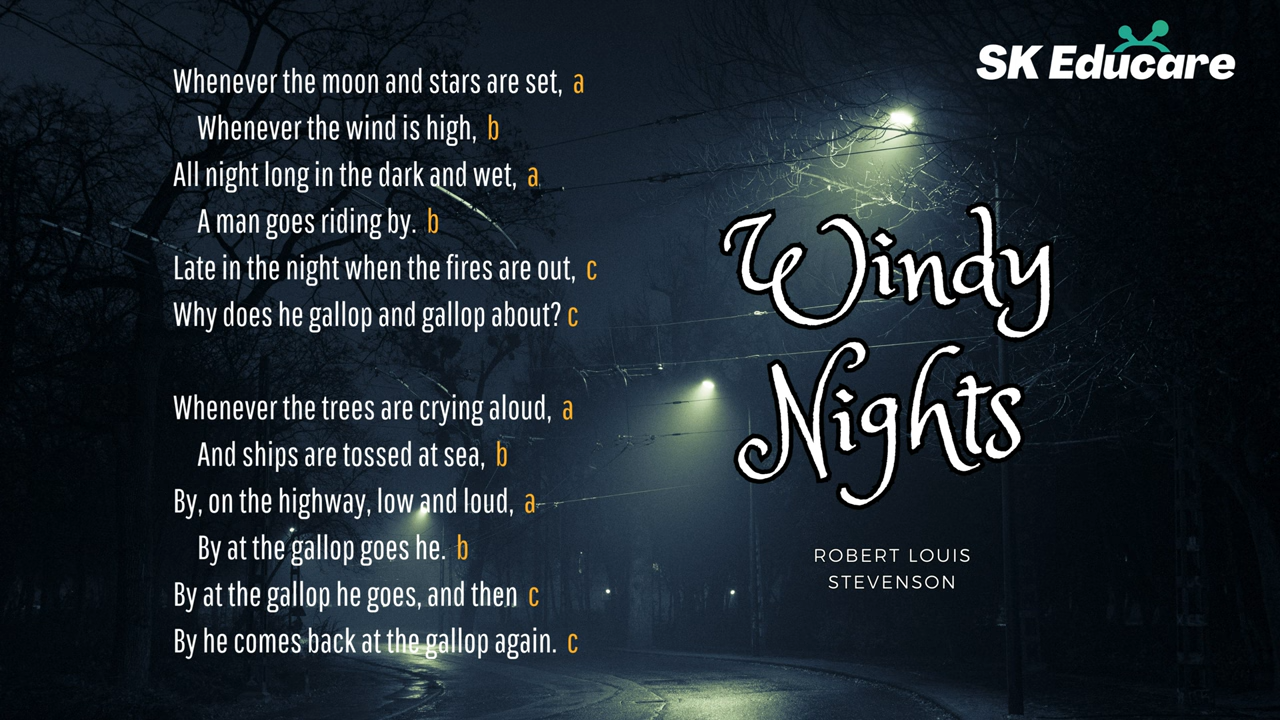 Whenever the moon and stars are set, a
Whenever the wind is high, b
All night long in the dark and wet, a
A man goes riding by. b
Late in the night when the fires are out, c
Why does he gallop and gallop about? c
Whenever the trees are crying aloud, a
And ships are tossed at sea, b
By, on the highway, low and loud, a
By at the gallop goes he. b
By at the gallop he goes, and then c
By he comes back at the gallop again. c
SK Educare
Windy
Nights
ROBERT LOUIS
STEVENSON